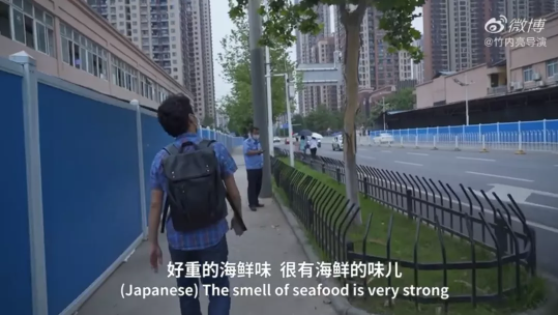 微博
@竹内亮导演
好重的海鲜味 很有海鲜的味儿
(Japanese) The smell of seafood is very strong